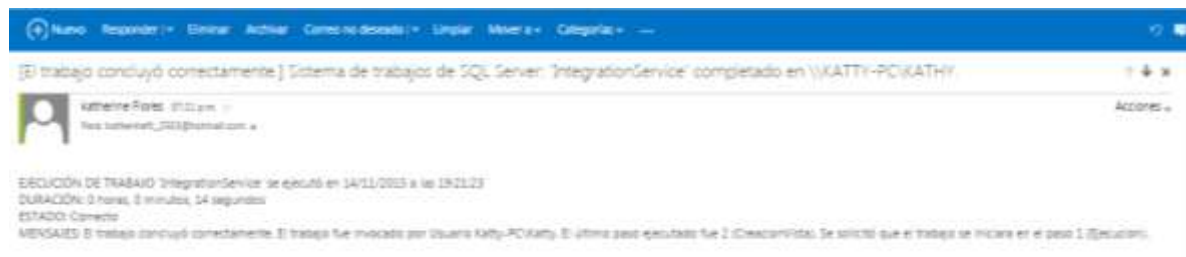 Nuevo Responder Eliminar Archivar Correo no deseado Limpiar Mover a Categorías ...
[El trabajo concluyó correctamente.] Sistema de trabajos de SQL Server: 'IntegrationService' completado en \\KATTY-PC\KATHY.
Katherine Flores 07:21 p.m.
Acciones
Para:
EJECUCIÓN DE TRABAJO: 'IntegrationService' se ejecutó en 14/11/2015 a las 19:21:23
DURACIÓN: 0 horas, 0 minutos, 14 segundos
ESTADO: Correcto
MENSAJES: El trabajo concluyó correctamente. El trabajo fue invocado por Usuario Katty-PC\Katty. El último paso ejecutado fue 2 (CreacionVista). Se solicitó que el trabajo se iniciara en el paso 1 (Ejecucion).